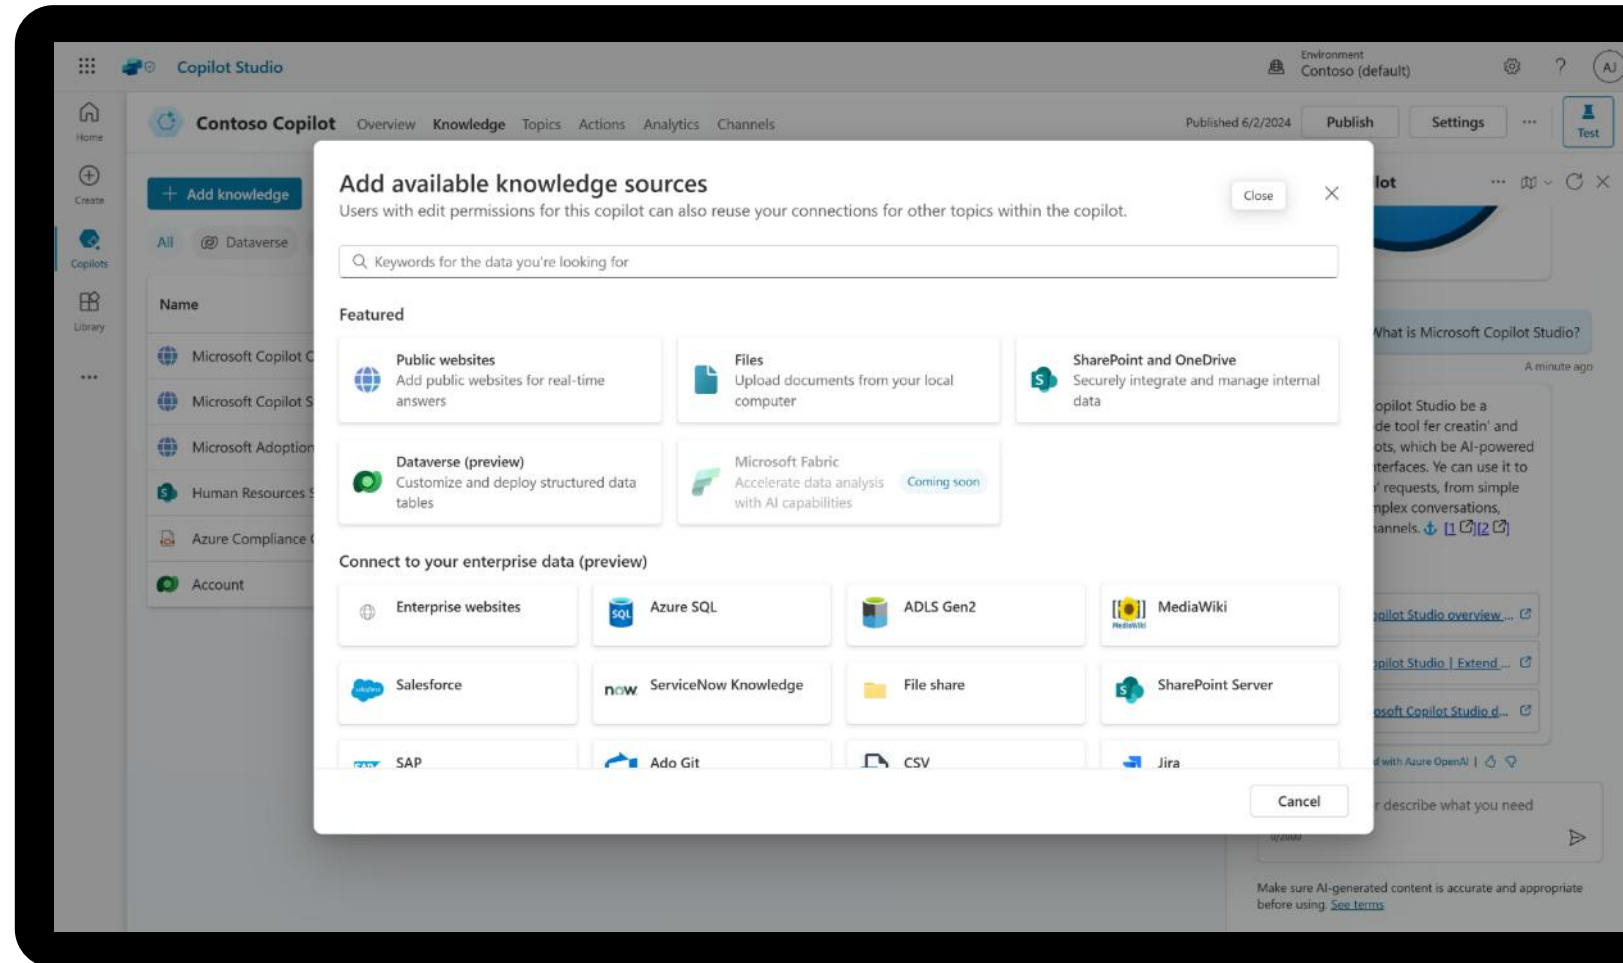 Copilot Studio
Environment
Contoso (default)
?
AJ
Home
Create
Copilots
Library
Contoso Copilot Overview Knowledge Topics Actions Analytics Channels
Published 6/2/2024 Publish Settings ... Test
+ Add knowledge
All Dataverse
Name
Microsoft Copilot C
Microsoft Copilot S
Microsoft Adoption
Human Resources S
Azure Compliance
Account
Add available knowledge sources
Users with edit permissions for this copilot can also reuse your connections for other topics within the copilot.
Close
Keywords for the data you're looking for
Featured
Public websites
Add public websites for real-time
answers
Files
Upload documents from your local
computer
SharePoint and OneDrive
Securely integrate and manage internal
data
Dataverse (preview)
Customize and deploy structured data
tables
Microsoft Fabric
Accelerate data analysis
with AI capabilities
Coming soon
Connect to your enterprise data (preview)
Enterprise websites
SQL
Azure SQL
ADLS Gen2
MediaWiki
MediaWiki
salesforce
Salesforce
now
ServiceNow Knowledge
File share
S
SharePoint Server
SAP
Ado Git
CSV
Jira
Cancel
lot
What is Microsoft Copilot Studio?
A minute ago
opilot Studio be a
de tool fer creatin' and
ots, which be AI-powered
terfaces. Ye can use it to
' requests, from simple
mplex conversations,
annels. [1][2]
opilot Studio overview ...
opilot Studio | Extend ...
osoft Copilot Studio d...
d with Azure OpenAI |
r describe what you need
0/2000
Make sure AI-generated content is accurate and appropriate
before using. See terms